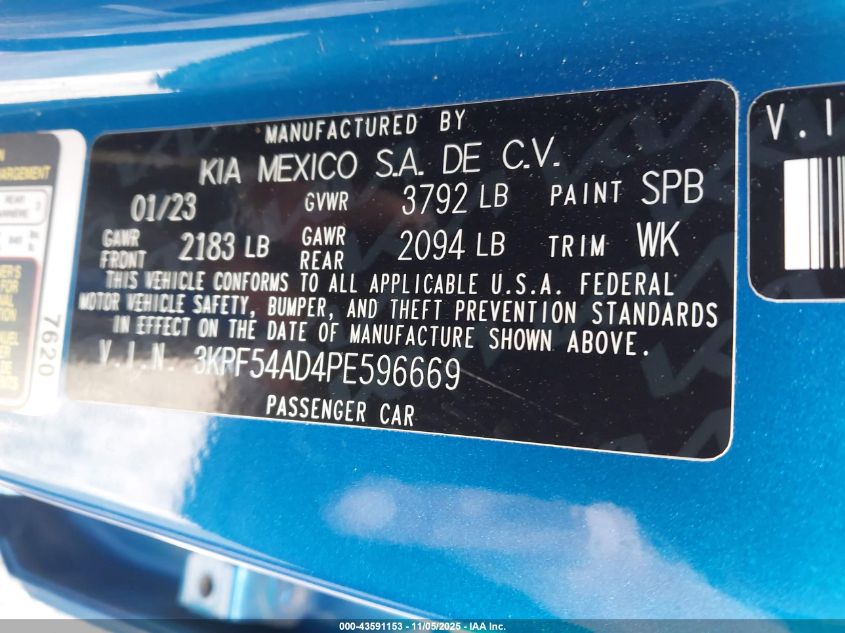 MANUFACTURED BY
KIA MEXICO S.A. DE C.V.
01/23 GVWR 3792 LB PAINT SPB
GAWR FRONT 2183 LB GAWR REAR 2094 LB TRIM WK
THIS VEHICLE CONFORMS TO ALL APPLICABLE U.S.A. FEDERAL
MOTOR VEHICLE SAFETY, BUMPER, AND THEFT PREVENTION STANDARDS
IN EFFECT ON THE DATE OF MANUFACTURE SHOWN ABOVE.
V.I.N. 3KPF54AD4PE596669
PASSENGER CAR
7620
REAR
V.I
000-43591153 - 11/05/2025 - IAA Inc.